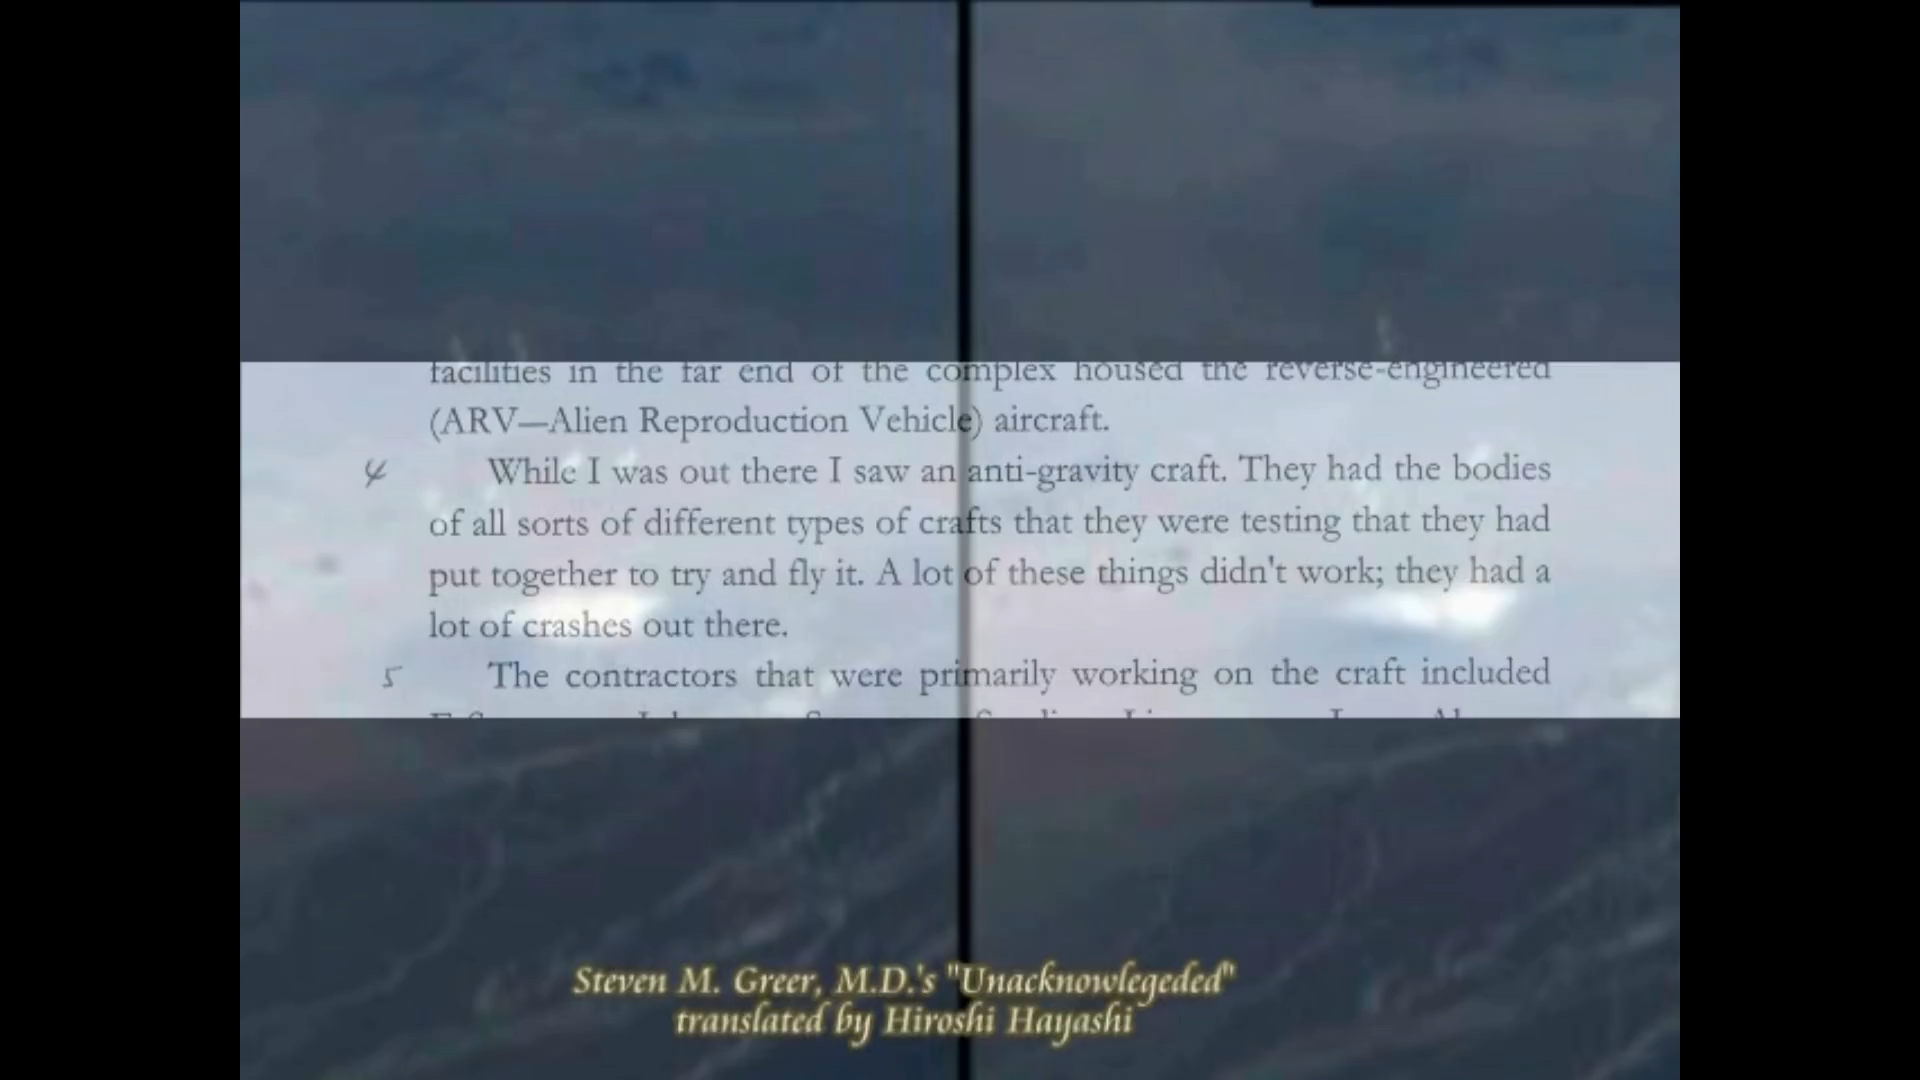 facilities in the far end of the complex housed the reverse-engineered
(ARV—Alien Reproduction Vehicle) aircraft.
4 While I was out there I saw an anti-gravity craft. They had the bodies
of all sorts of different types of crafts that they were testing that they had
put together to try and fly it. A lot of these things didn't work; they had a
lot of crashes out there.
5 The contractors that were primarily working on the craft included
Steven M. Greer, M.D.'s "Unacknowlegeded"
translated by Hiroshi Hayashi